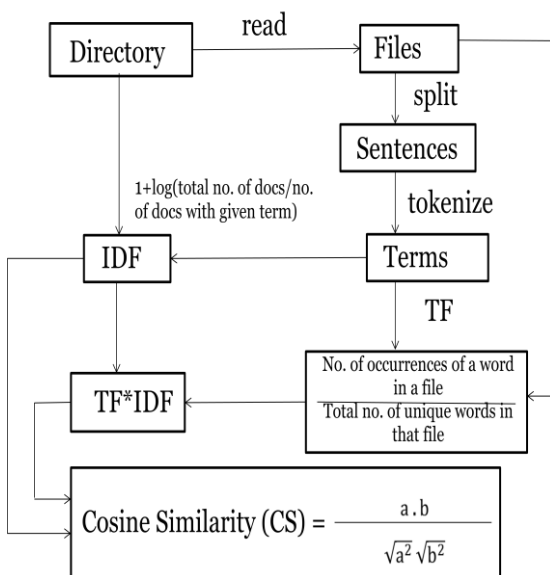 read
Directory
Files
split
Sentences
1+log(total no. of docs/no.
of docs with given term)
tokenize
IDF
Terms
TF
No. of occurrences of a word
in a file
Total no. of unique words in
that file
TF*IDF
Cosine Similarity (CS) = a . b
√a² √b²